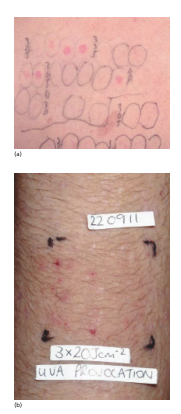 (a)
220911
3×20Jcm⁻²
UVA PROVOCATION
(b)